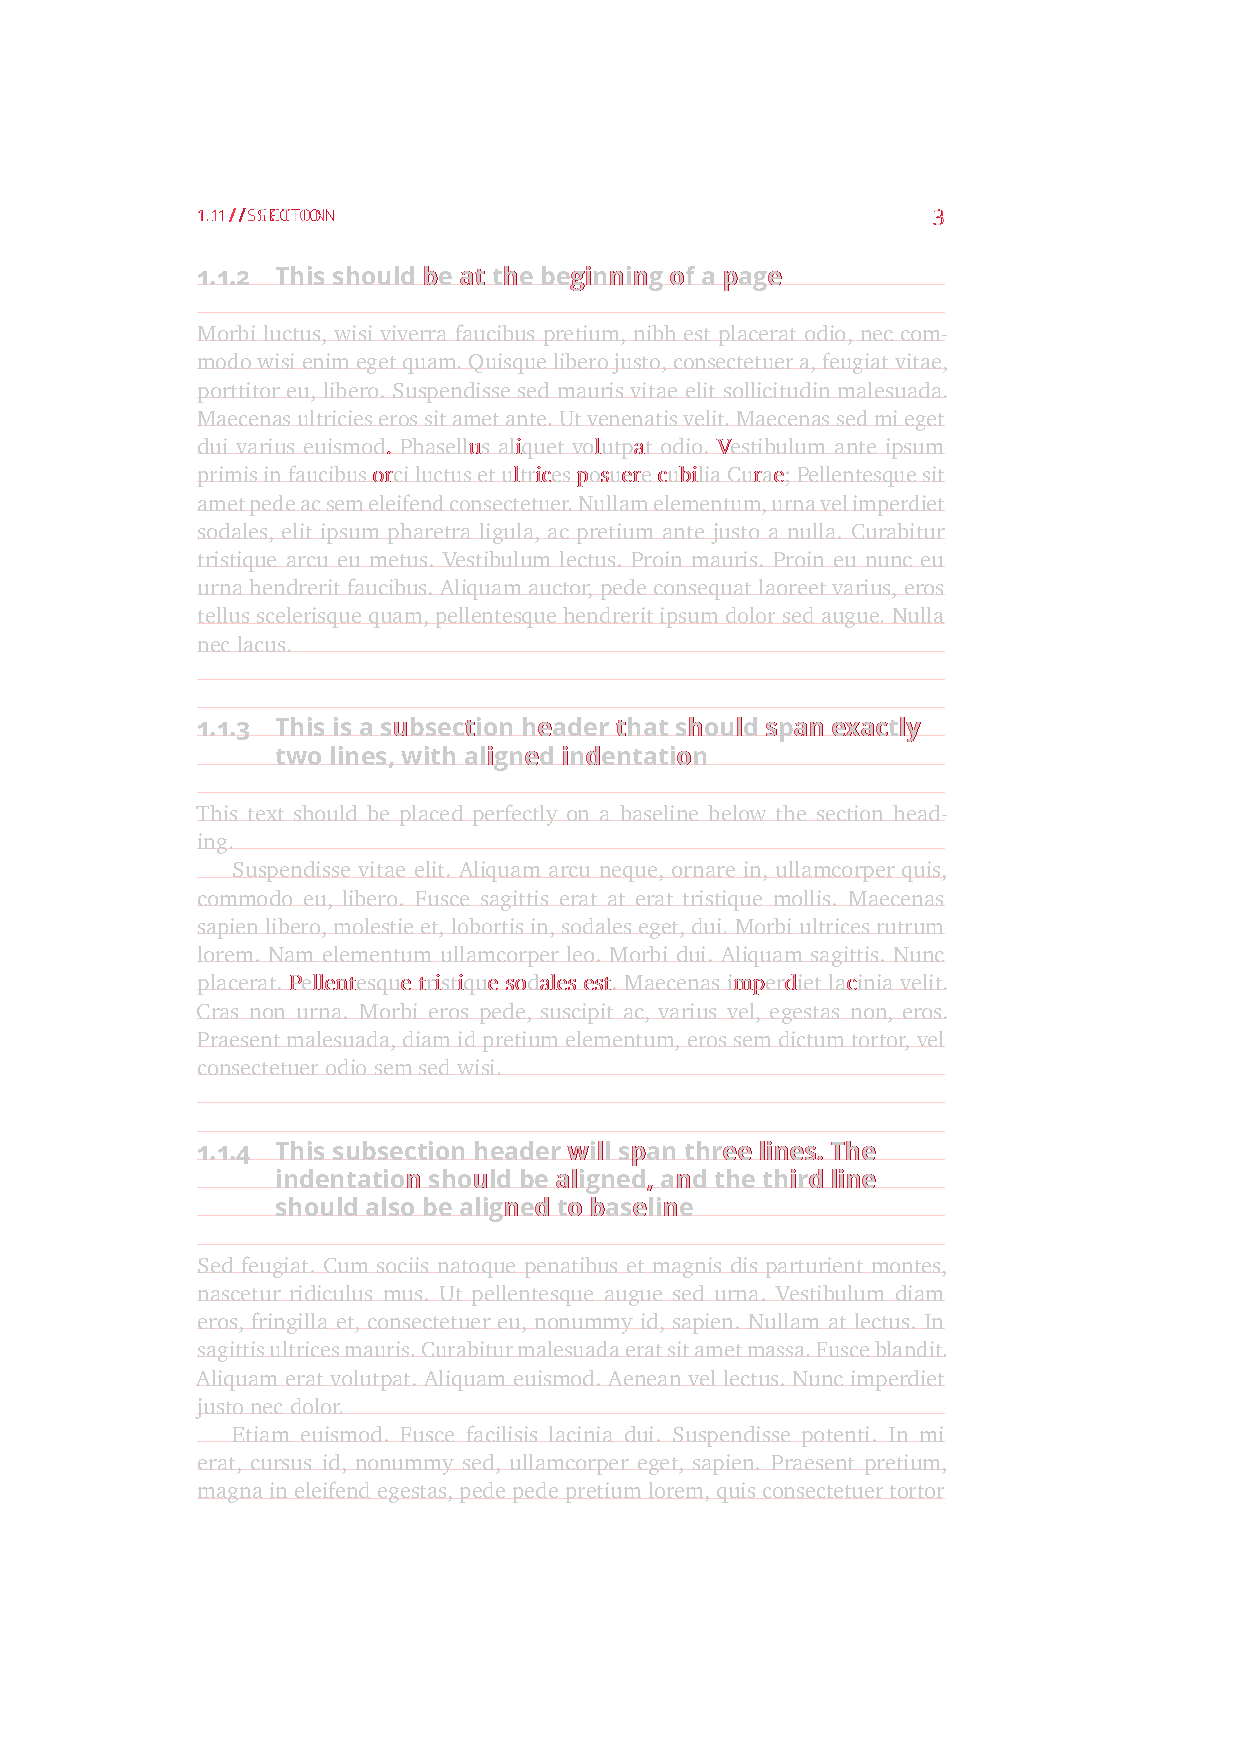 3
1.1.2 This should be at the beginning of a page
Morbi luctus, wisi viverra faucibus pretium, nibh est placerat odio, nec com-
modo wisi enim eget quam. Quisque libero justo, consectetuer a, feugiat vitae,
porttitor eu, libero. Suspendisse sed mauris vitae elit sollicitudin malesuada.
Maecenas ultricies eros sit amet ante. Ut venenatis velit. Maecenas sed mi eget
dui varius euismod. Phasellus aliquet volutpat odio. Vestibulum ante ipsum
primis in faucibus orci luctus et ultrices posuere cubilia Curae; Pellentesque sit
amet pede ac sem eleifend consectetuer. Nullam elementum, urna vel imperdiet
sodales, elit ipsum pharetra ligula, ac pretium ante justo a nulla. Curabitur
tristique arcu eu metus. Vestibulum lectus. Proin mauris. Proin eu nunc eu
urna hendrerit faucibus. Aliquam auctor, pede consequat laoreet varius, eros
tellus scelerisque quam, pellentesque hendrerit ipsum dolor sed augue. Nulla
nec lacus.
1.1.3 This is a subsection header that should span exactly
two lines, with aligned indentation
This text should be placed perfectly on a baseline below the section head-
ing.
Suspendisse vitae elit. Aliquam arcu neque, ornare in, ullamcorper quis,
commodo eu, libero. Fusce sagittis erat at erat tristique mollis. Maecenas
sapien libero, molestie et, lobortis in, sodales eget, dui. Morbi ultrices rutrum
lorem. Nam elementum ullamcorper leo. Morbi dui. Aliquam sagittis. Nunc
placerat. Pellentesque tristique sodales est. Maecenas imperdiet lacinia velit.
Cras non urna. Morbi eros pede, suscipit ac, varius vel, egestas non, eros.
Praesent malesuada, diam id pretium elementum, eros sem dictum tortor, vel
consectetuer odio sem sed wisi.
1.1.4 This subsection header will span three lines. The
indentation should be aligned, and the third line
should also be aligned to baseline
Sed feugiat. Cum sociis natoque penatibus et magnis dis parturient montes,
nascetur ridiculus mus. Ut pellentesque augue sed urna. Vestibulum diam
eros, fringilla et, consectetuer eu, nonummy id, sapien. Nullam at lectus. In
sagittis ultrices mauris. Curabitur malesuada erat sit amet massa. Fusce blandit.
Aliquam erat volutpat. Aliquam euismod. Aenean vel lectus. Nunc imperdiet
justo nec dolor.
Etiam euismod. Fusce facilisis lacinia dui. Suspendisse potenti. In mi
erat, cursus id, nonummy sed, ullamcorper eget, sapien. Praesent pretium,
magna in eleifend egestas, pede pede pretium lorem, quis consectetuer tortor